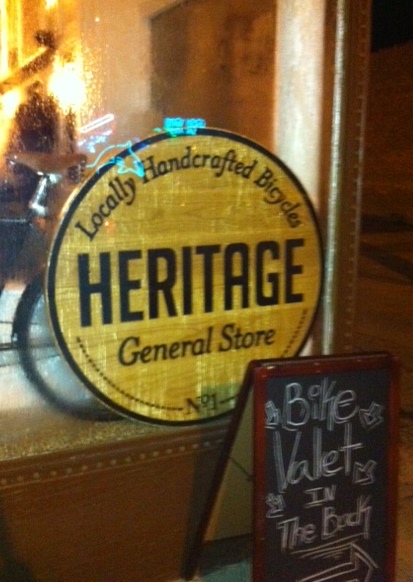 Locally Handcrafted Bicycles
HERITAGE
General Store
Nº1
Bike
Valet
IN
The Back